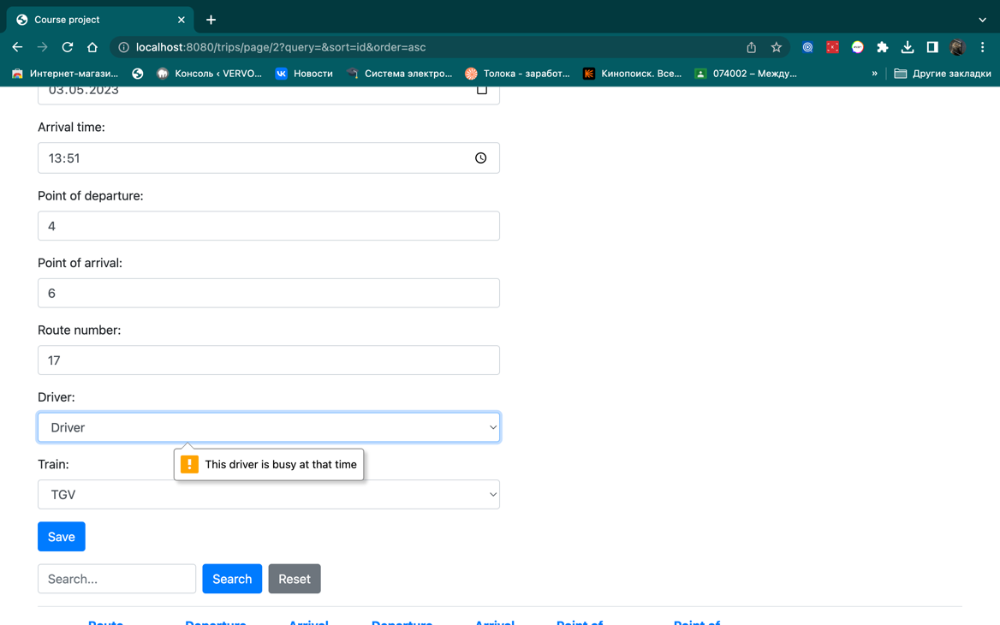 Course project
localhost:8080/trips/page/2?query=&sort=id&order=asc
Интернет-магази...
Консоль ‹ VERVO...
Новости
Система электро...
Толока - заработ...
Кинопоиск. Все...
074002 – Между...
»
Другие закладки
03.05.2023
Arrival time:
13:51
Point of departure:
4
Point of arrival:
6
Route number:
17
Driver:
Driver
This driver is busy at that time
Train:
TGV
Save
Search...
Search
Reset
Route Departure Arrival Departure Arrival Point of Point of